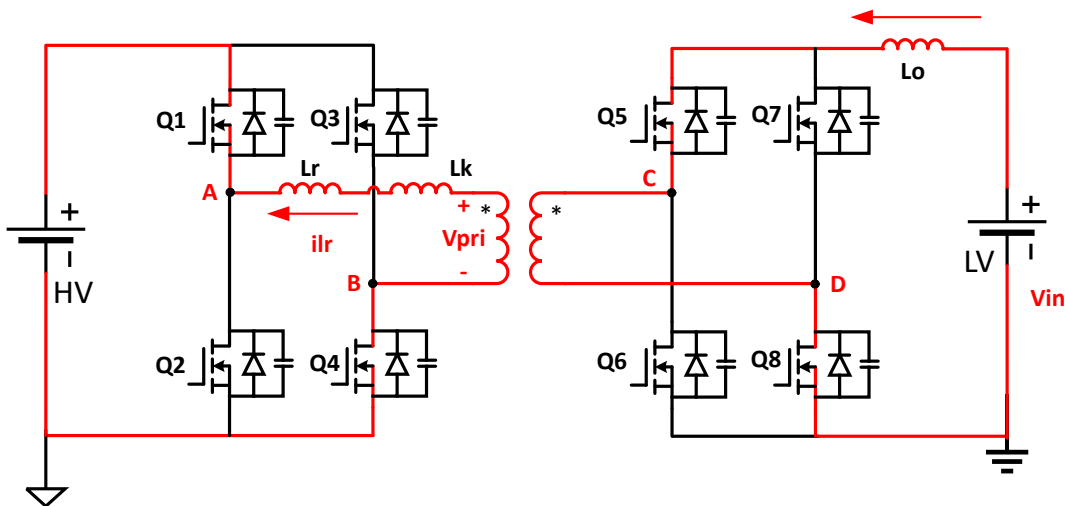 Lo
Q1
Q3
Q5
Q7
Lr
Lk
A
C
+
*
*
+
+
ilr
Vpri
-
B
D
HV
LV
Vin
Q2
Q4
Q6
Q8